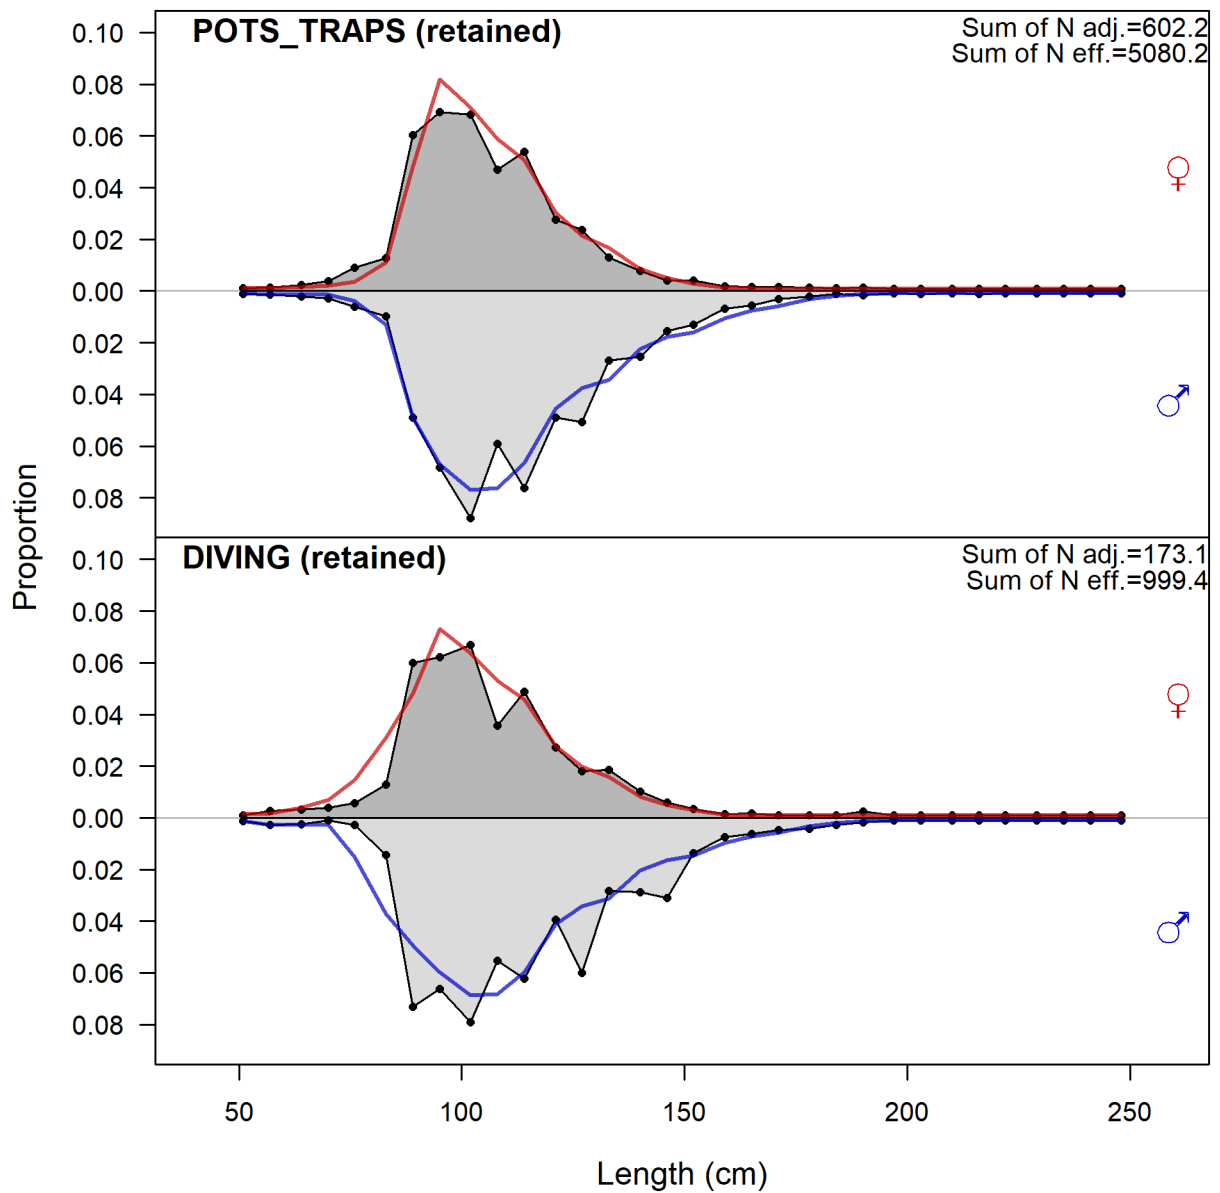 POTS_TRAPS (retained)
Sum of N adj.=602.2
Sum of N eff.=5080.2
0.10
0.08
0.06
0.04
0.02
0.00
0.02
0.04
0.06
0.08
♀
♂
Proportion
DIVING (retained)
Sum of N adj.=173.1
Sum of N eff.=999.4
0.10
0.08
0.06
0.04
0.02
0.00
0.02
0.04
0.06
0.08
♀
♂
50 100 150 200 250
Length (cm)